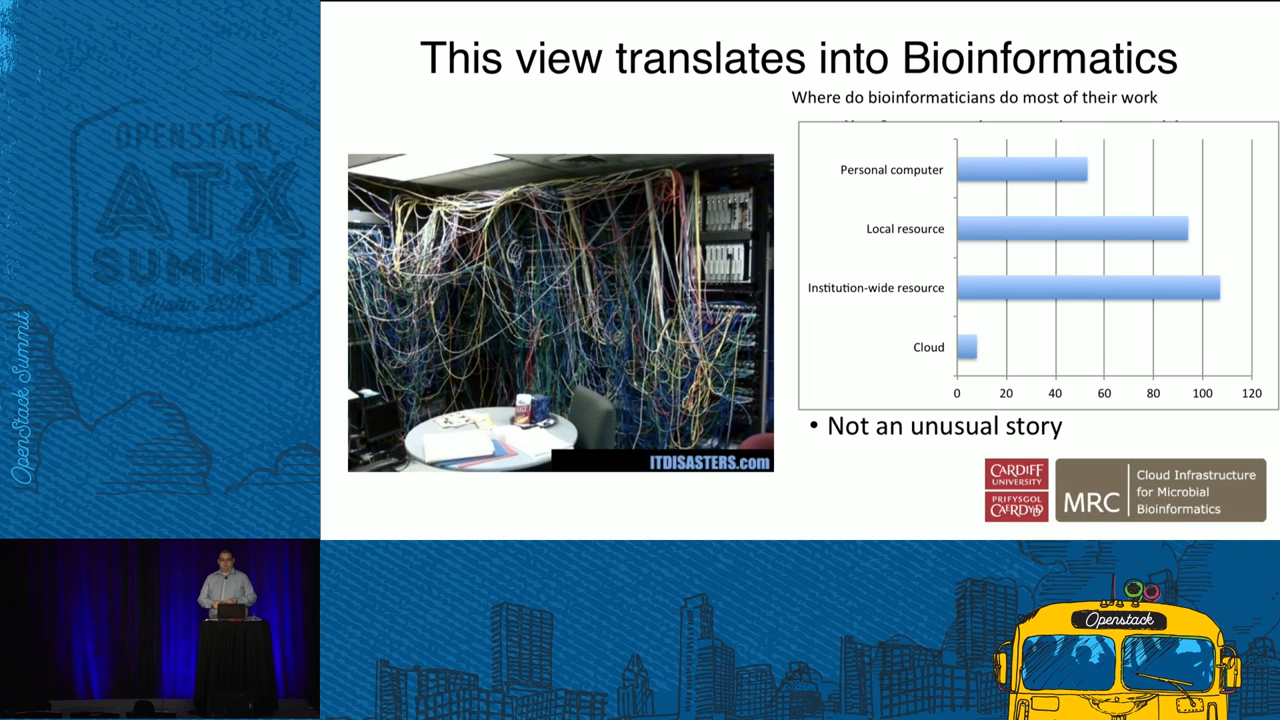 OPENSTACK
ATX
SUMMIT
OpenStack Summit
This view translates into Bioinformatics
Where do bioinformaticians do most of their work
Personal computer
Local resource
Institution-wide resource
Cloud
0 20 40 60 80 100 120
ITDISASTERS.com
• Not an unusual story
CARDIFF
UNIVERSITY
PRIFYSGOL
CAERDYDD
MRC
Cloud Infrastructure
for Microbial
Bioinformatics
Openstack